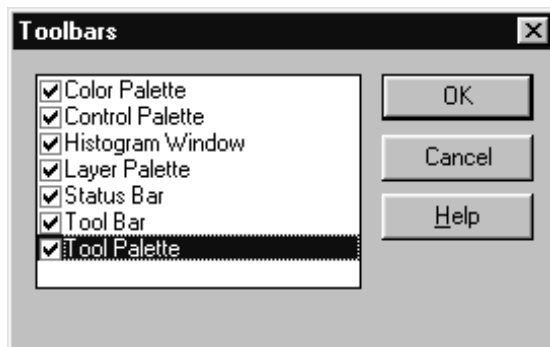 Toolbars
Color Palette
Control Palette
Histogram Window
Layer Palette
Status Bar
Tool Bar
Tool Palette
OK
Cancel
Help